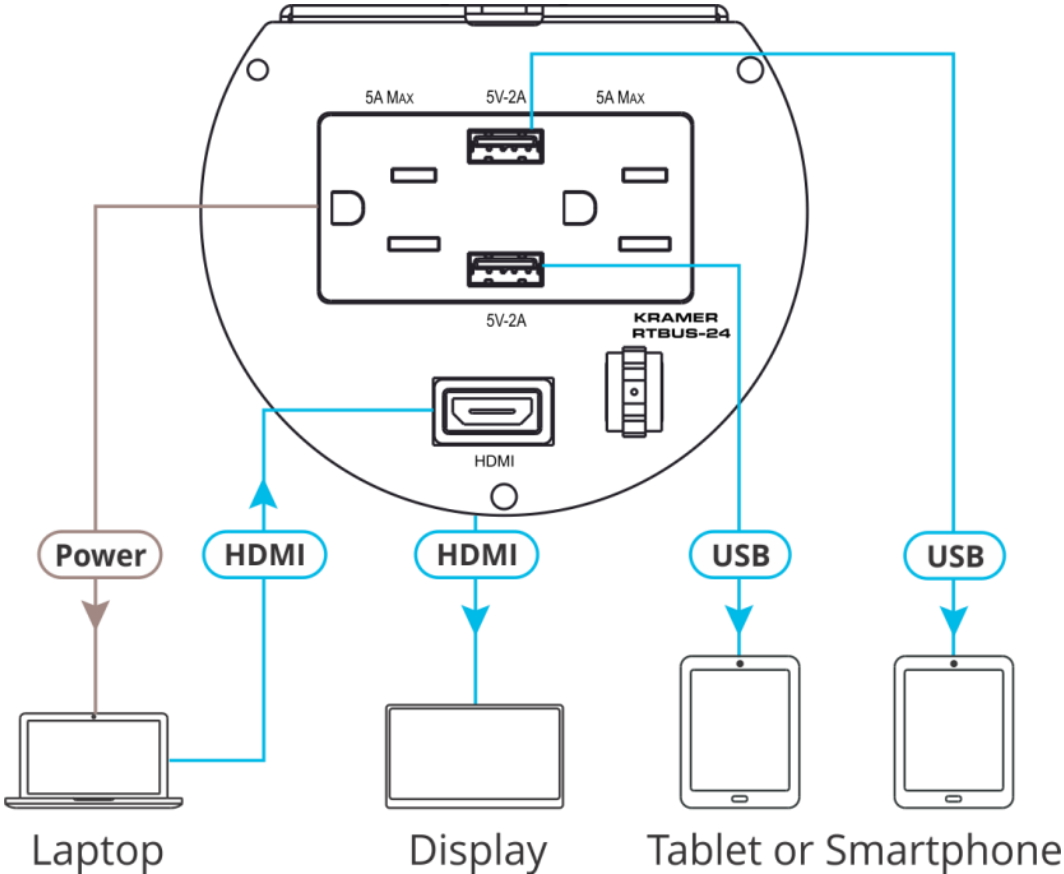 5A MAX 5V-2A 5A MAX
5V-2A
KRAMER
RTBUS-24
HDMI
Power HDMI HDMI USB USB
Laptop Display Tablet or Smartphone